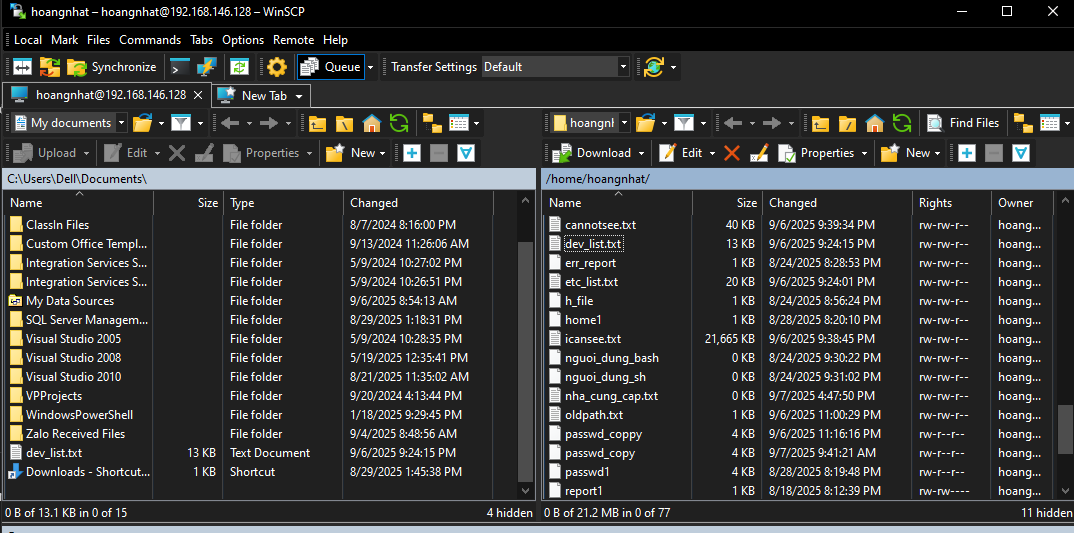 hoangnhat – hoangnhat@192.168.146.128 – WinSCP
Local Mark Files Commands Tabs Options Remote Help
Synchronize Queue Transfer Settings Default
hoangnhat@192.168.146.128 New Tab
My documents
Upload Edit Properties New
C:\Users\Dell\Documents\
Name Size Type Changed
ClassIn Files File folder 8/7/2024 8:16:00 PM
Custom Office Templ... File folder 9/13/2024 11:26:06 AM
Integration Services S... File folder 5/9/2024 10:27:02 PM
Integration Services S... File folder 5/9/2024 10:26:51 PM
My Data Sources File folder 9/6/2025 8:54:13 AM
SQL Server Managem... File folder 8/29/2025 1:18:31 PM
Visual Studio 2005 File folder 5/9/2024 10:28:35 PM
Visual Studio 2008 File folder 5/19/2025 12:35:41 PM
Visual Studio 2010 File folder 8/21/2025 11:35:02 AM
VPProjects File folder 9/20/2024 4:13:44 PM
WindowsPowerShell File folder 1/18/2025 9:29:45 PM
Zalo Received Files File folder 9/4/2025 8:48:56 AM
dev_list.txt 13 KB Text Document 9/6/2025 9:24:15 PM
Downloads - Shortcut... 1 KB Shortcut 8/29/2025 1:45:38 PM
0 B of 13.1 KB in 0 of 15 4 hidden
hoangnl Find Files
Download Edit Properties New
/home/hoangnhat/
Name Size Changed Rights Owner
cannotsee.txt 40 KB 9/6/2025 9:39:34 PM rw-rw-r-- hoang...
dev_list.txt 13 KB 9/6/2025 9:24:15 PM rw-rw-r-- hoang...
err_report 1 KB 8/24/2025 8:28:53 PM rw-rw-r-- hoang...
etc_list.txt 20 KB 9/6/2025 9:24:01 PM rw-rw-r-- hoang...
h_file 1 KB 8/24/2025 8:56:24 PM rw-rw-r-- hoang...
home1 1 KB 8/28/2025 8:20:10 PM rw-rw-r-- hoang...
icansee.txt 21,665 KB 9/6/2025 9:38:45 PM rw-rw-r-- hoang...
nguoi_dung_bash 0 KB 8/24/2025 9:30:22 PM rw-rw-r-- hoang...
nguoi_dung_sh 0 KB 8/24/2025 9:31:02 PM rw-rw-r-- hoang...
nha_cung_cap.txt 0 KB 9/7/2025 4:47:50 PM rw-rw-r-- hoang...
oldpath.txt 1 KB 9/6/2025 11:00:29 PM rw-rw-r-- hoang...
passwd_coppy 4 KB 9/6/2025 11:16:16 PM rw-r--r-- hoang...
passwd_copy 4 KB 9/7/2025 9:41:21 AM rw-rw-r-- hoang...
passwd1 4 KB 8/28/2025 8:19:48 PM rw-rw-r-- hoang...
report1 1 KB 8/18/2025 8:12:39 PM rw-rw---- hoang...
0 B of 21.2 MB in 0 of 77 11 hidden